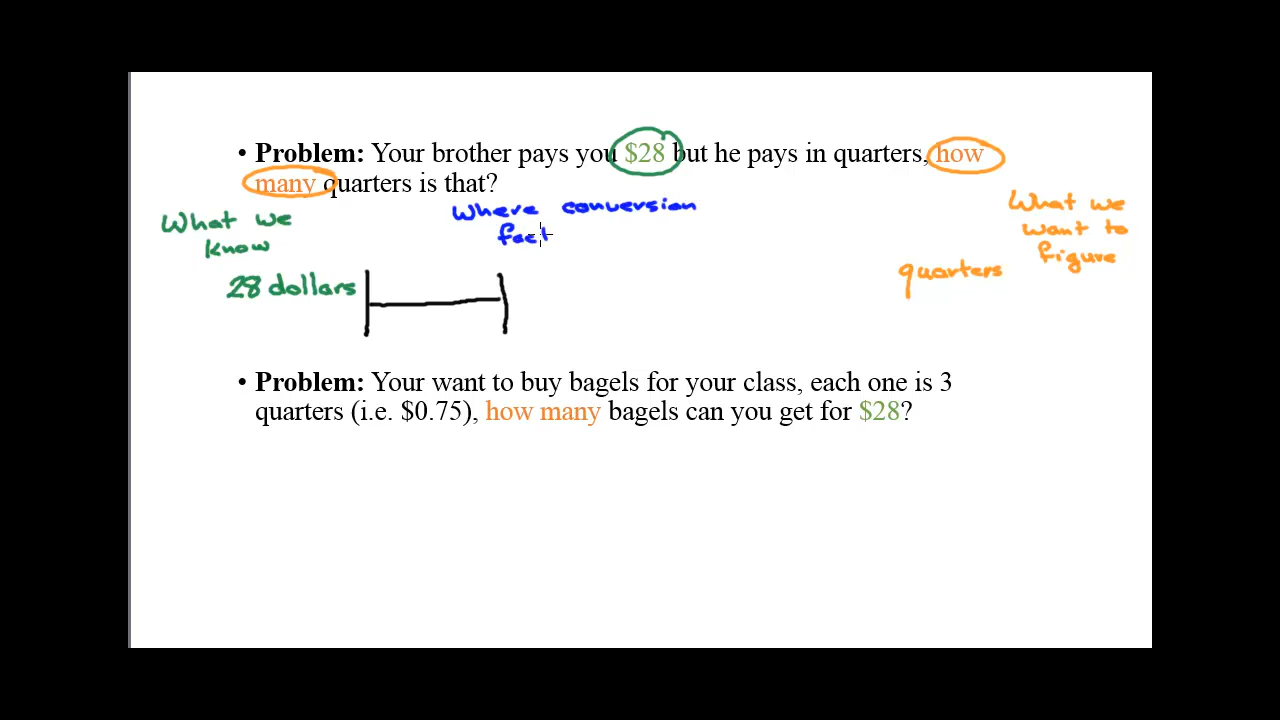 • Problem: Your brother pays you $28 but he pays in quarters, how
many quarters is that?
What we
know
where conversion
fact
What we
want to
figure
28 dollars
quarters
• Problem: Your want to buy bagels for your class, each one is 3
quarters (i.e. $0.75), how many bagels can you get for $28?